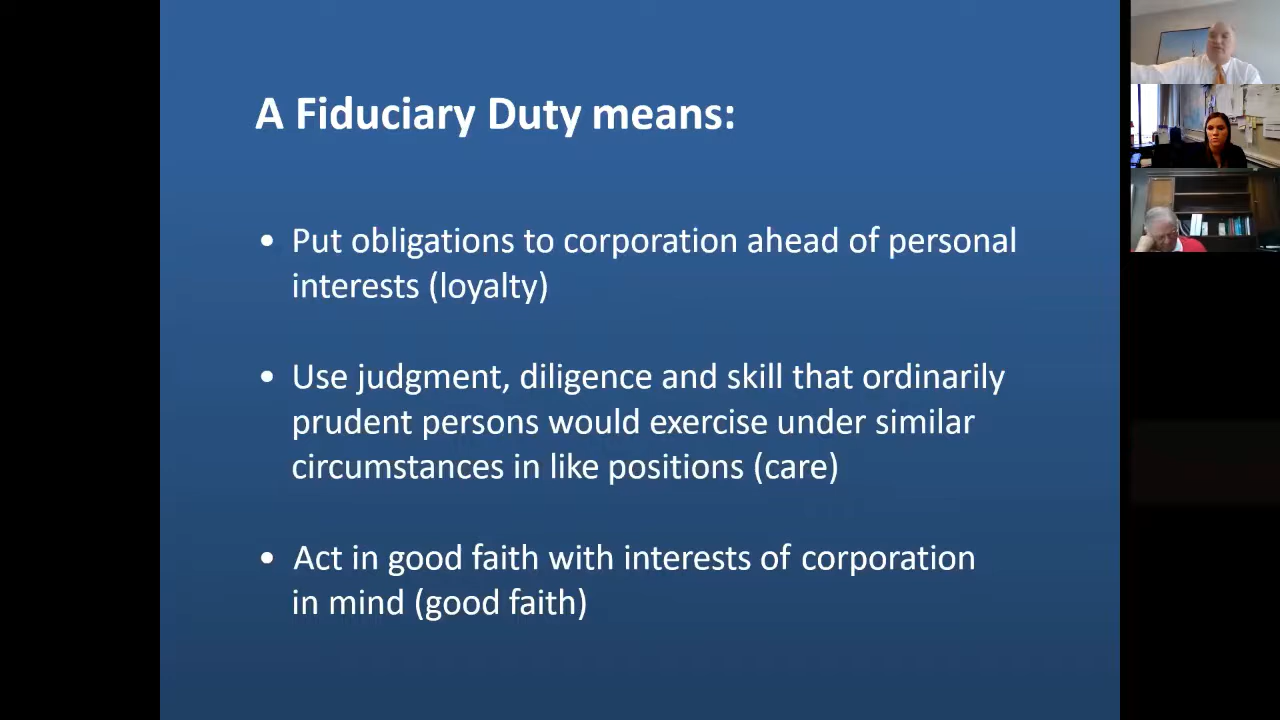 A Fiduciary Duty means:
• Put obligations to corporation ahead of personal
interests (loyalty)
• Use judgment, diligence and skill that ordinarily
prudent persons would exercise under similar
circumstances in like positions (care)
• Act in good faith with interests of corporation
in mind (good faith)